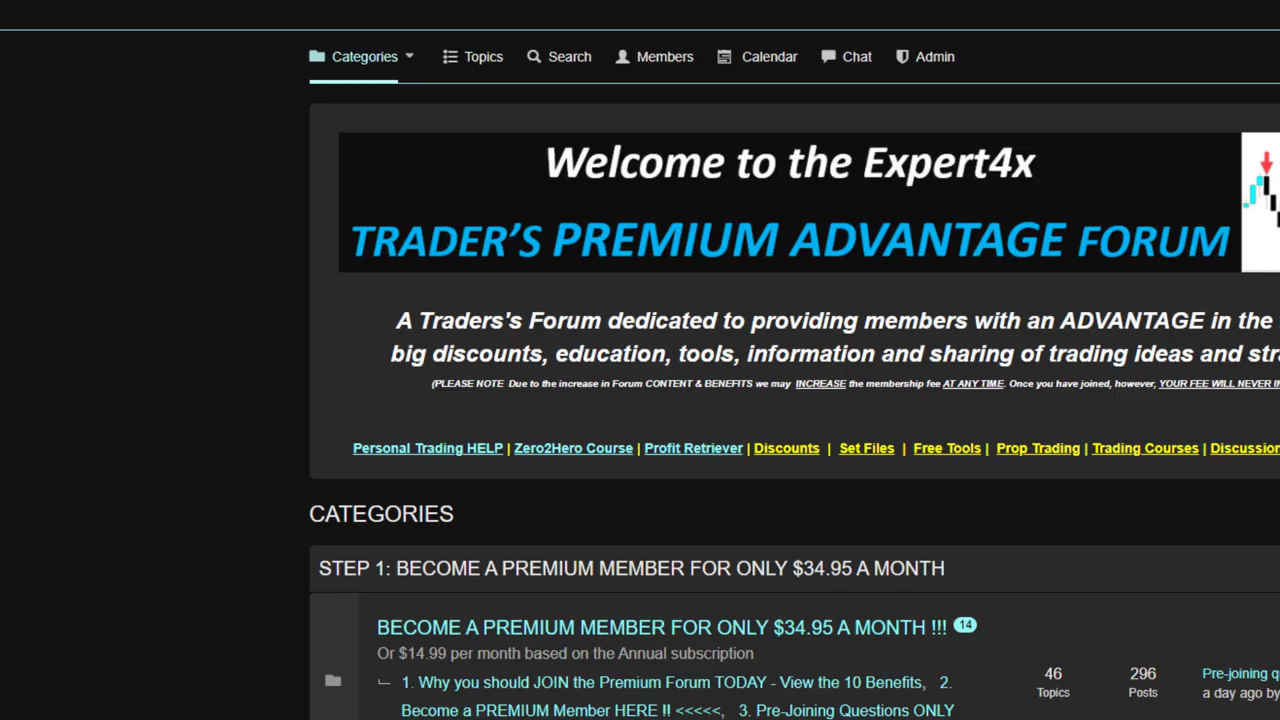 Categories Topics Search Members Calendar Chat Admin
Welcome to the Expert4x
TRADER'S PREMIUM ADVANTAGE FORUM
A Traders's Forum dedicated to providing members with an ADVANTAGE in the
big discounts, education, tools, information and sharing of trading ideas and
(PLEASE NOTE Due to the increase in Forum CONTENT & BENEFITS we may INCREASE the membership fee AT ANY TIME. Once you have joined, however, YOUR FEE WILL NEVER
Personal Trading HELP | Zero2Hero Course | Profit Retriever | Discounts | Set Files | Free Tools | Prop Trading | Trading Courses | Discussion
CATEGORIES
STEP 1: BECOME A PREMIUM MEMBER FOR ONLY $34.95 A MONTH
BECOME A PREMIUM MEMBER FOR ONLY $34.95 A MONTH !!! 14
Or $14.99 per month based on the Annual subscription
1. Why you should JOIN the Premium Forum TODAY - View the 10 Benefits, 2.
Become a PREMIUM Member HERE !! <<<<<, 3. Pre-Joining Questions ONLY
46 Topics
296 Posts
Pre-joining
a day ago by